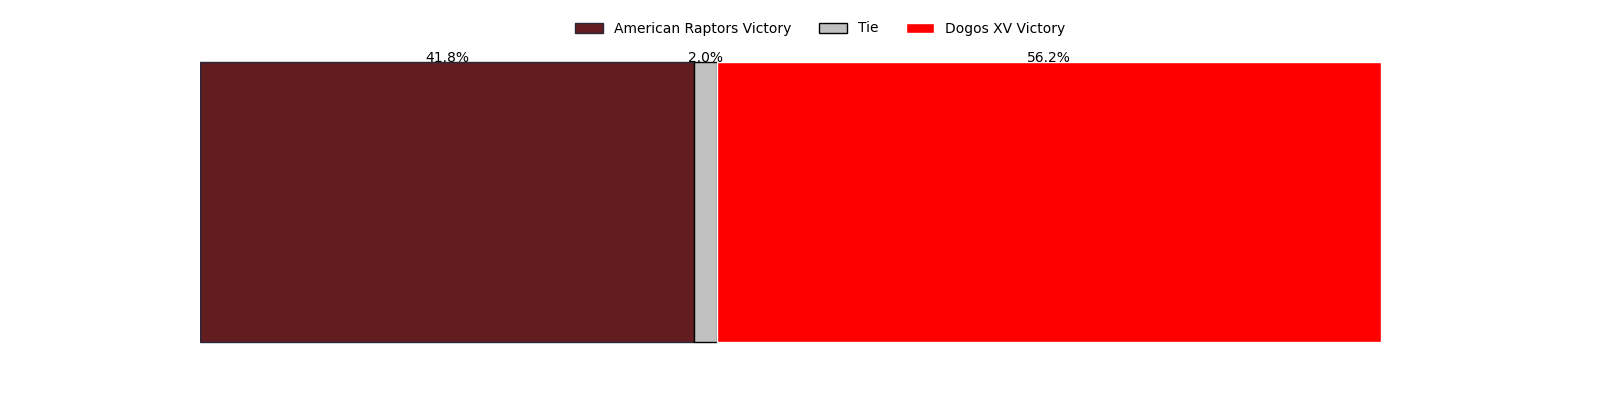 American Raptors Victory Tie Dogos XV Victory
41.8% 2.0% 56.2%